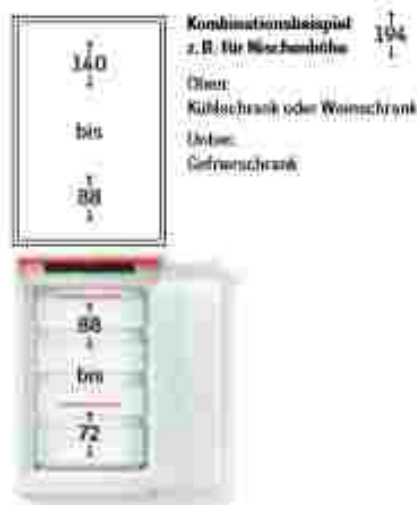 140
bis
88
Kombinationsbeispiel
z. B. für Nischenhöhe
194
Oben:
Kühlschrank oder Weinschrank
Unten:
Gefrierschrank
88
bis
72